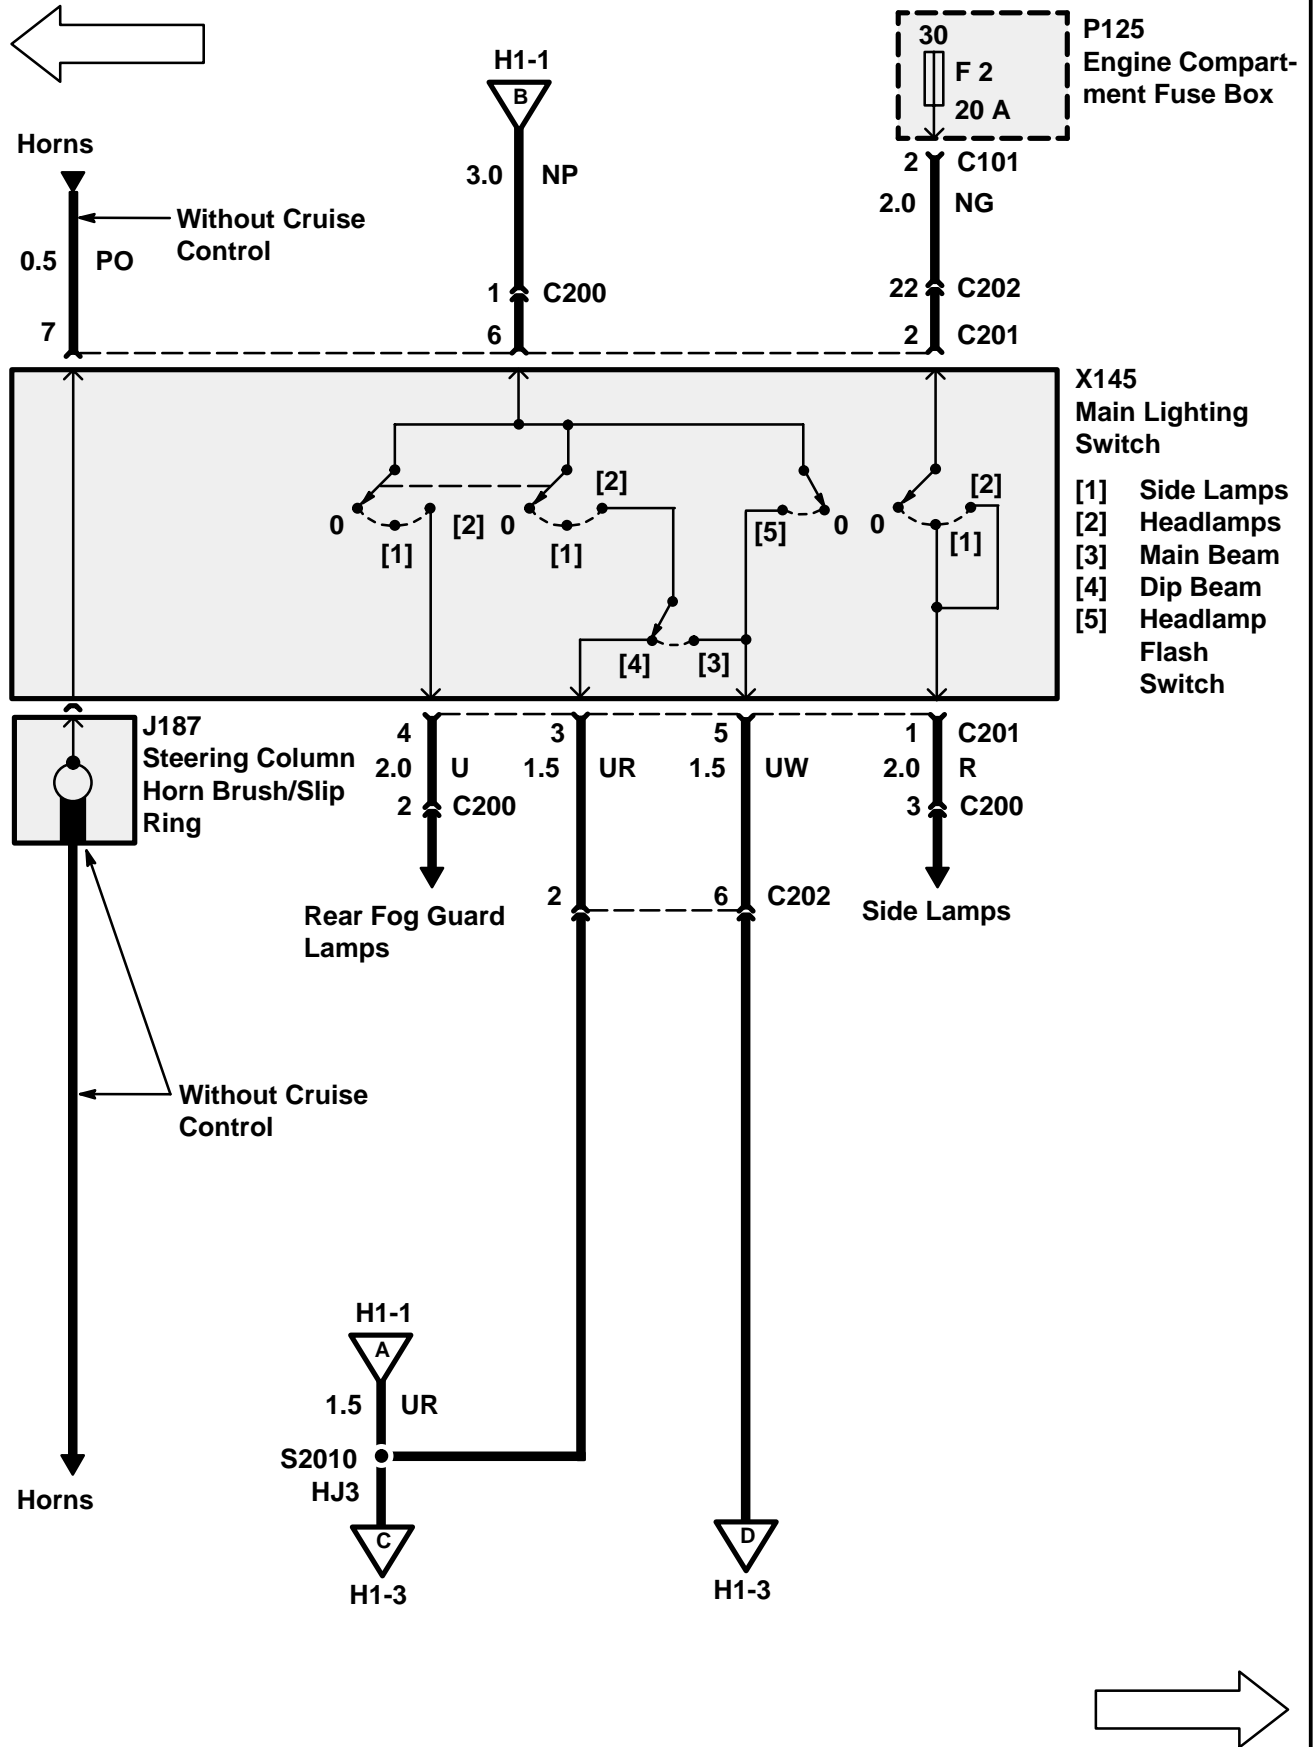 P125
Engine Compart-
ment Fuse Box
30
F 2
20 A
H1-1
B
Horns
2 C101
3.0 NP
2.0 NG
Without Cruise
Control
0.5 PO
1 C200
22 C202
7
6
2 C201
X145
Main Lighting
Switch
[1] Side Lamps
[2] Headlamps
[3] Main Beam
[4] Dip Beam
[5] Headlamp
Flash
Switch
0 [1] [2]
0 [1] [2]
[5] 0
0 [1] [2]
[4] [3]
J187
Steering Column
Horn Brush/Slip
Ring
4 3 5 1 C201
2.0 U 1.5 UR 1.5 UW 2.0 R
2 C200
3 C200
2 6 C202
Rear Fog Guard
Lamps
Side Lamps
Without Cruise
Control
H1-1
A
1.5 UR
S2010
HJ3
Horns
C
H1-3
D
H1-3